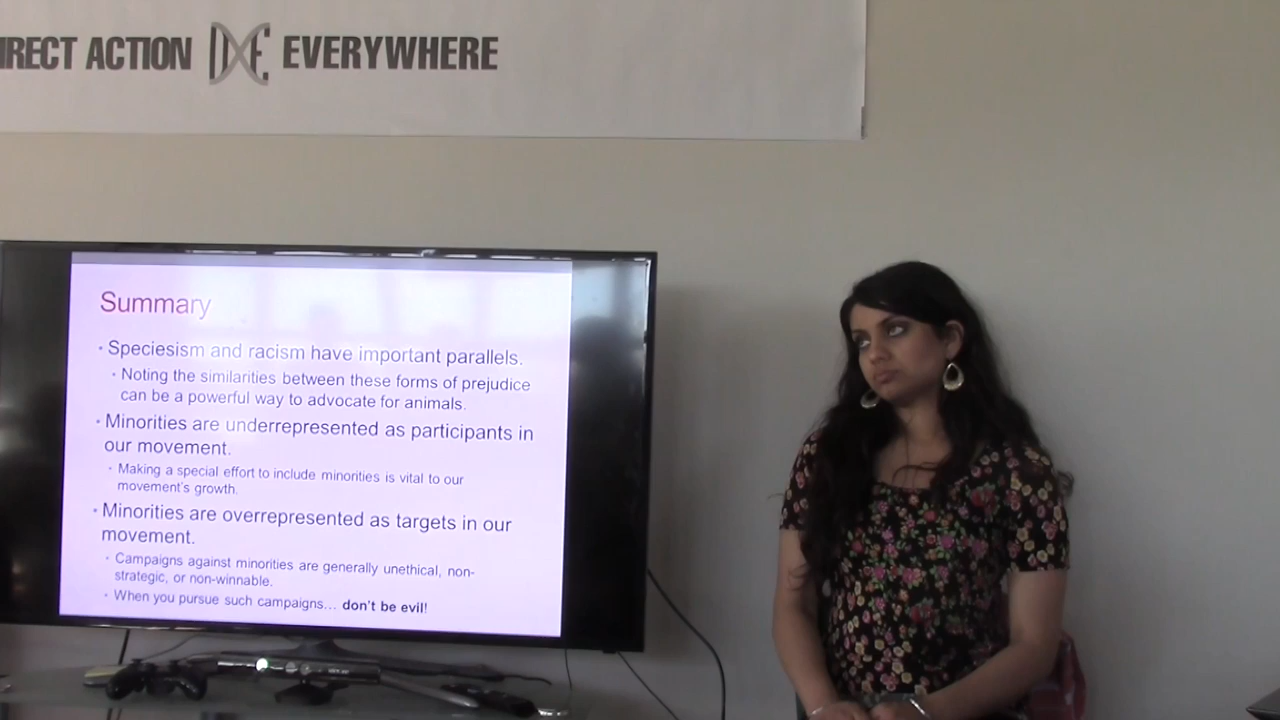 IRECT ACTION DXE EVERYWHERE
Summary
• Speciesism and racism have important parallels.
• Noting the similarities between these forms of prejudice
can be a powerful way to advocate for animals.
• Minorities are underrepresented as participants in
our movement.
• Making a special effort to include minorities is vital to our
movement's growth.
• Minorities are overrepresented as targets in our
movement.
• Campaigns against minorities are generally unethical, non-
strategic, or non-winnable.
• When you pursue such campaigns... don't be evil!